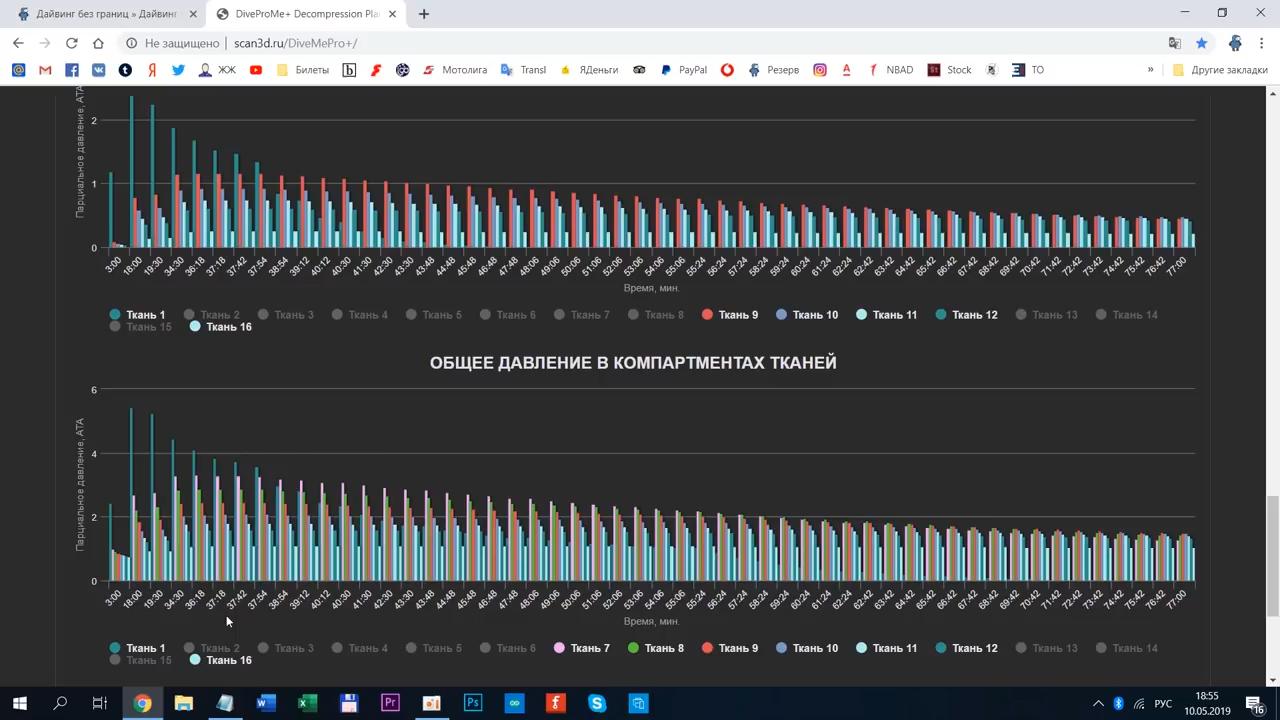 Дайвинг без границ » Дайвинг
DiveProMe+ Decompression Pla
Не защищено
scan3d.ru/DiveMePro+/
ЖЖ
Билеты
Мотолига
Transl
ЯДеньги
PayPal
Резерв
NBAD
Stock
TO
»
Другие закладки
Парциальное давление, АТА
2
1
0
3:00 18:00 19:30 34:30 36:18 37:18 37:42 37:54 38:54 39:12 40:12 40:30 41:30 42:30 43:30 43:48 44:48 45:48 46:48 47:48 48:06 49:06 50:06 51:06 52:06 53:06 54:06 55:06 55:24 56:24 57:24 58:24 59:24 60:24 61:24 62:24 62:42 63:42 64:42 65:42 66:42 67:42 68:42 69:42 70:42 71:42 72:42 73:42 74:42 75:42 76:42 77:00
Время, мин.
Ткань 1 Ткань 2 Ткань 3 Ткань 4 Ткань 5 Ткань 6 Ткань 7 Ткань 8 Ткань 9 Ткань 10 Ткань 11 Ткань 12 Ткань 13 Ткань 14
Ткань 15 Ткань 16
ОБЩЕЕ ДАВЛЕНИЕ В КОМПАРТМЕНТАХ ТКАНЕЙ
Парциальное давление, АТА
6
4
2
0
3:00 18:00 19:30 34:30 36:18 37:18 37:42 37:54 38:54 39:12 40:12 40:30 41:30 42:30 43:30 43:48 44:48 45:48 46:48 47:48 48:06 49:06 50:06 51:06 52:06 53:06 54:06 55:06 55:24 56:24 57:24 58:24 59:24 60:24 61:24 62:24 62:42 63:42 64:42 65:42 66:42 67:42 68:42 69:42 70:42 71:42 72:42 73:42 74:42 75:42 76:42 77:00
Время, мин.
Ткань 1 Ткань 2 Ткань 3 Ткань 4 Ткань 5 Ткань 6 Ткань 7 Ткань 8 Ткань 9 Ткань 10 Ткань 11 Ткань 12 Ткань 13 Ткань 14
Ткань 15 Ткань 16
РУС
18:55
10.05.2019
16